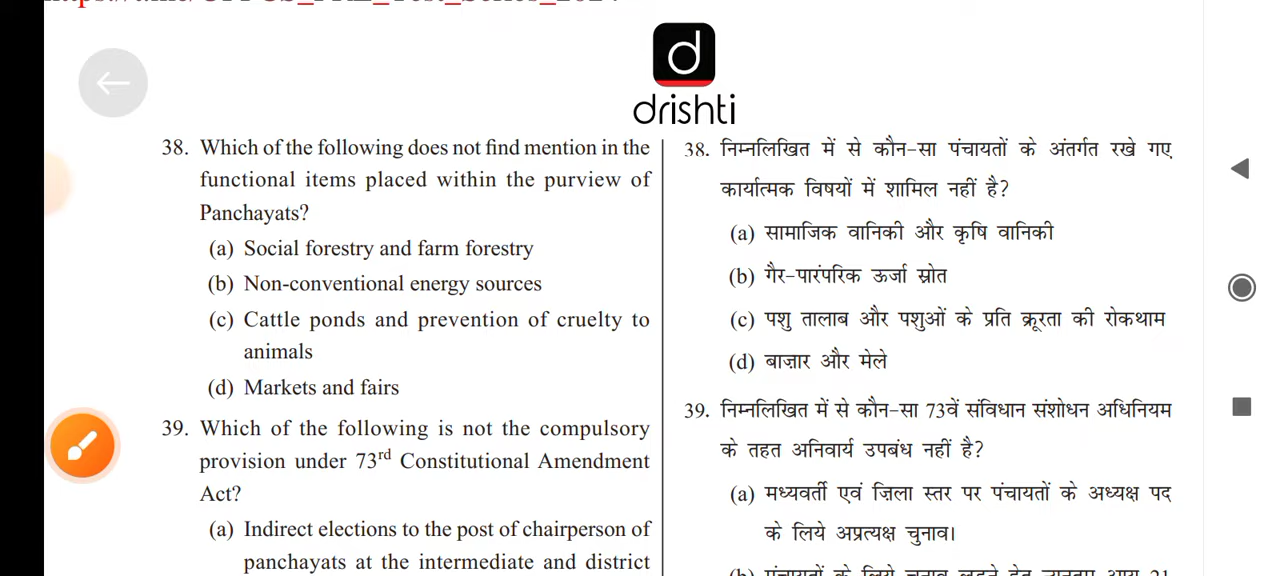 drishti
38. Which of the following does not find mention in the
functional items placed within the purview of
Panchayats?
(a) Social forestry and farm forestry
(b) Non-conventional energy sources
(c) Cattle ponds and prevention of cruelty to
animals
(d) Markets and fairs
39. Which of the following is not the compulsory
provision under 73rd Constitutional Amendment
Act?
(a) Indirect elections to the post of chairperson of
panchayats at the intermediate and district
38. निम्नलिखित में से कौन-सा पंचायतों के अंतर्गत रखे गए
कार्यात्मक विषयों में शामिल नहीं है?
(a) सामाजिक वानिकी और कृषि वानिकी
(b) गैर-पारंपरिक ऊर्जा स्रोत
(c) पशु तालाब और पशुओं के प्रति क्रूरता की रोकथाम
(d) बाज़ार और मेले
39. निम्नलिखित में से कौन-सा 73वें संविधान संशोधन अधिनियम
के तहत अनिवार्य उपबंध नहीं है?
(a) मध्यवर्ती एवं ज़िला स्तर पर पंचायतों के अध्यक्ष पद
के लिये अप्रत्यक्ष चुनाव।